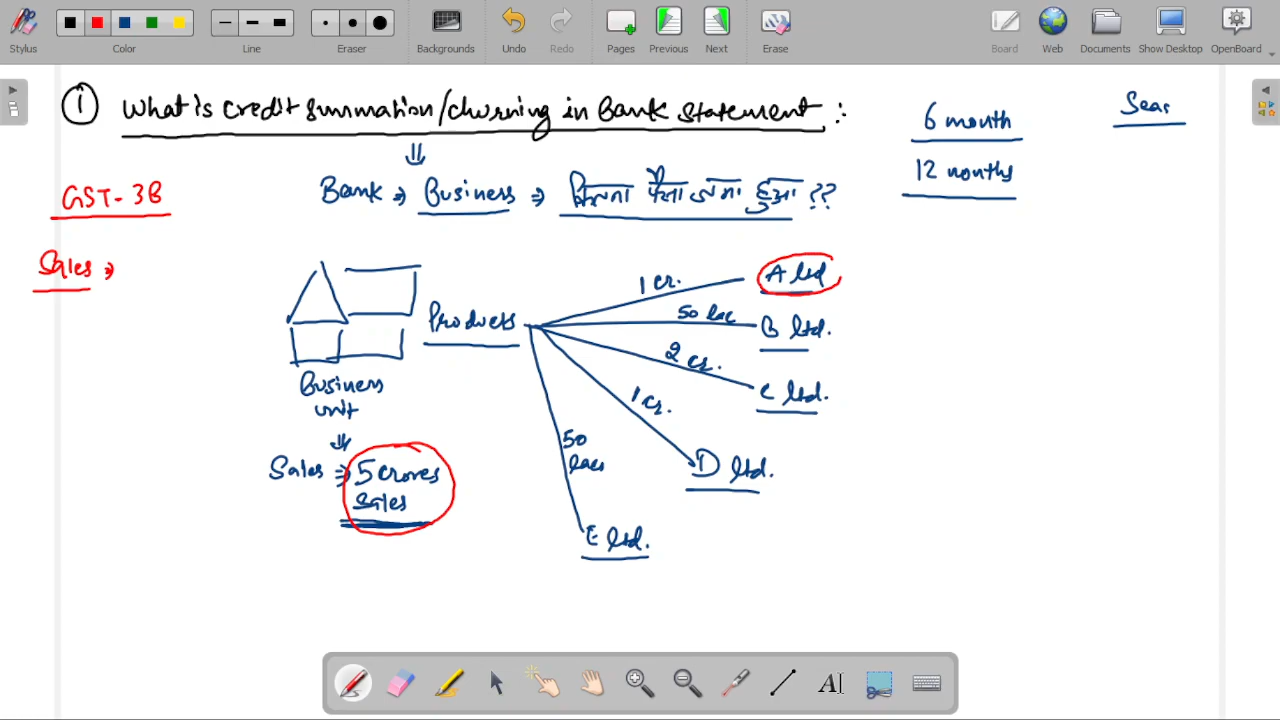 Stylus
Color
Line
Eraser
Backgrounds
Undo
Redo
Pages
Previous
Next
Erase
Board
Web
Documents
Show Desktop
OpenBoard
① What is credit summation/churning in Bank statement :
6 month
12 months
Sear
Bank ⇒ Business ⇒ कितना पैसा जमा हुआ ??
GST-3B
Sales ⇒
Business
unit
Sales ⇒ 5 crores
Sales
Products
1 cr.
A ltd
50 lac
B ltd.
2 cr.
C ltd.
1 cr.
D ltd.
50
lacs
E ltd.
AI